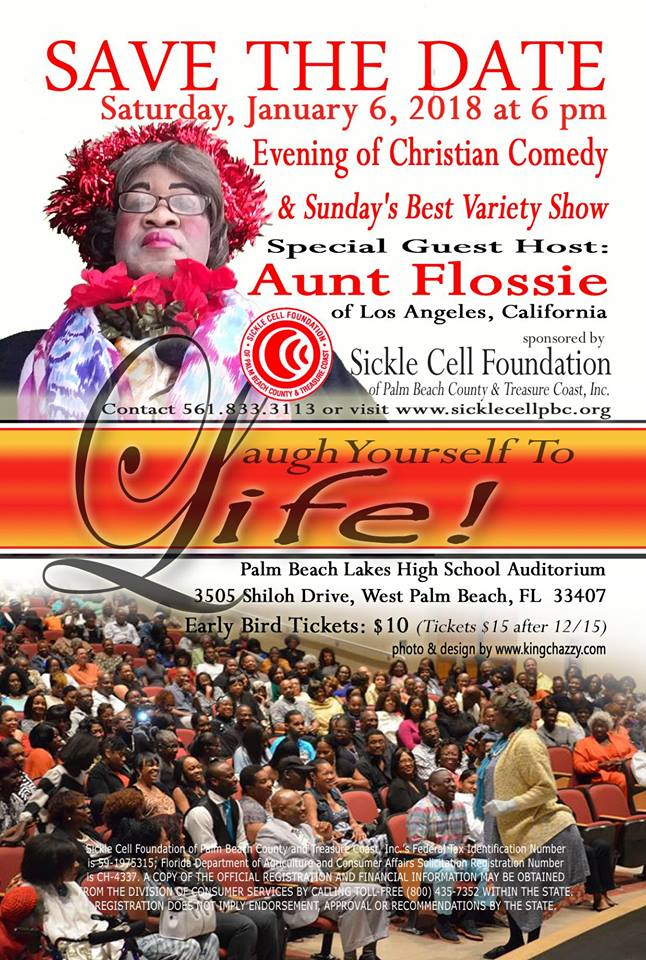 SAVE THE DATE
Saturday, January 6, 2018 at 6 pm
Evening of Christian Comedy
& Sunday's Best Variety Show
Special Guest Host:
Aunt Flossie
of Los Angeles, California
sponsored by
SICKLE CELL FOUNDATION
OF PALM BEACH COUNTY & TREASURE COAST
Sickle Cell Foundation
of Palm Beach County & Treasure Coast, Inc.
Contact 561.833.3113 or visit www.sicklecellpbc.org
Laugh Yourself To
Life!
Palm Beach Lakes High School Auditorium
3505 Shiloh Drive, West Palm Beach, FL 33407
Early Bird Tickets: $10 (Tickets $15 after 12/15)
photo & design by www.kingchazzy.com
Sickle Cell Foundation of Palm Beach County and Treasure Coast, Inc.'s Federal Tax Identification Number
is 59-1975315; Florida Department of Agriculture and Consumer Affairs Solicitation Registration Number
is CH-4337. A COPY OF THE OFFICIAL REGISTRATION AND FINANCIAL INFORMATION MAY BE OBTAINED
FROM THE DIVISION OF CONSUMER SERVICES BY CALLING TOLL-FREE (800) 435-7352 WITHIN THE STATE.
REGISTRATION DOES NOT IMPLY ENDORSEMENT, APPROVAL OR RECOMMENDATIONS BY THE STATE.